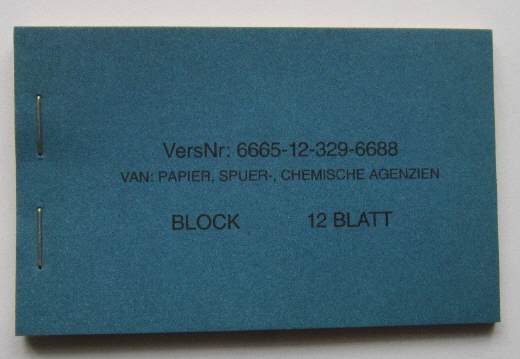 VersNr: 6665-12-329-6688
VAN: PAPIER, SPUER-, CHEMISCHE AGENZIEN
BLOCK 12 BLATT